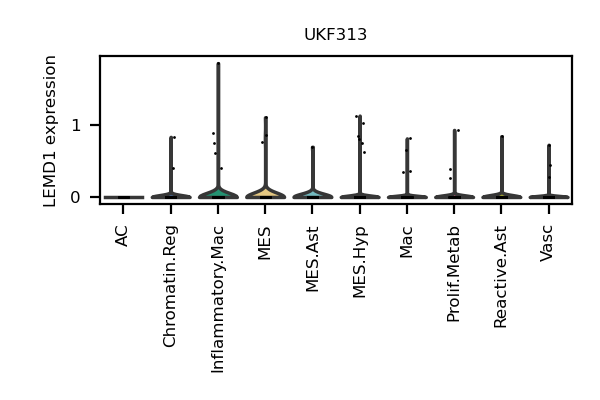 UKF313
LEMD1 expression
1
0
AC
Chromatin.Reg
Inflammatory.Mac
MES
MES.Ast
MES.Hyp
Mac
Prolif.Metab
Reactive.Ast
Vasc